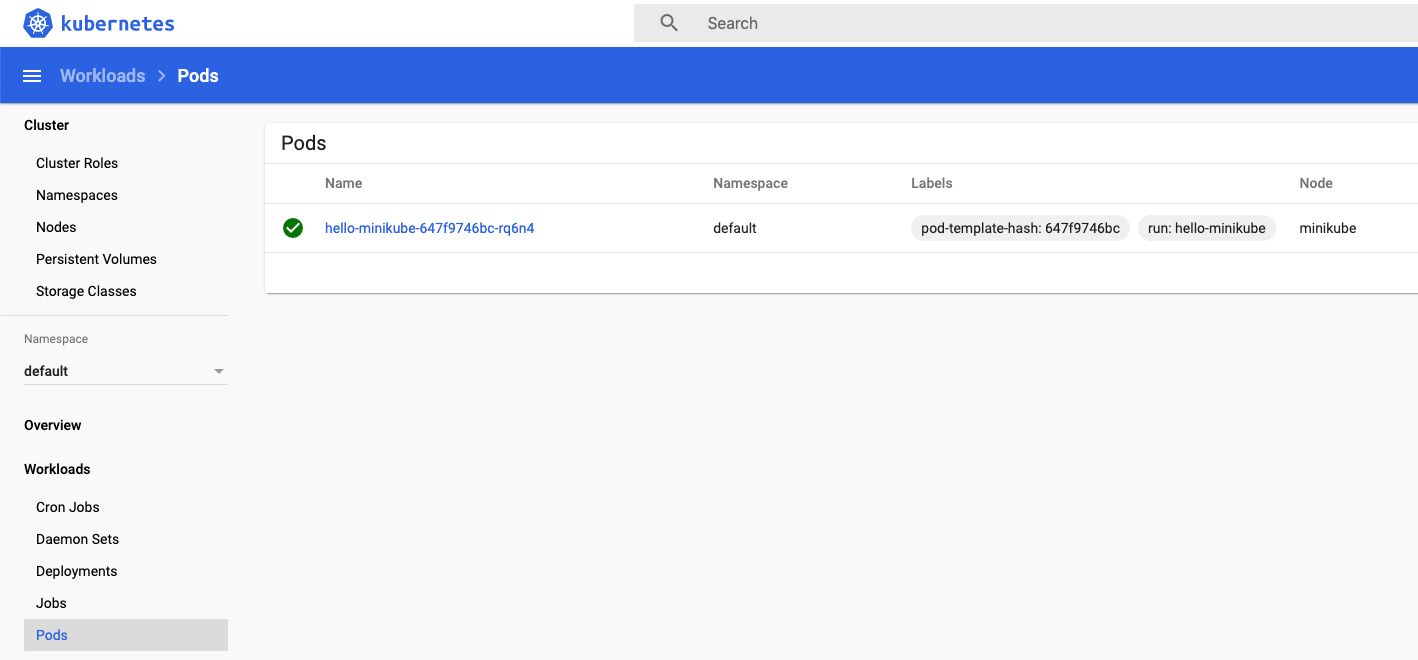 kubernetes
Search
Workloads > Pods
Cluster
Cluster Roles
Namespaces
Nodes
Persistent Volumes
Storage Classes
Namespace
default
Overview
Workloads
Cron Jobs
Daemon Sets
Deployments
Jobs
Pods
Pods
Name Namespace Labels Node
hello-minikube-647f9746bc-rq6n4 default pod-template-hash: 647f9746bc run: hello-minikube minikube